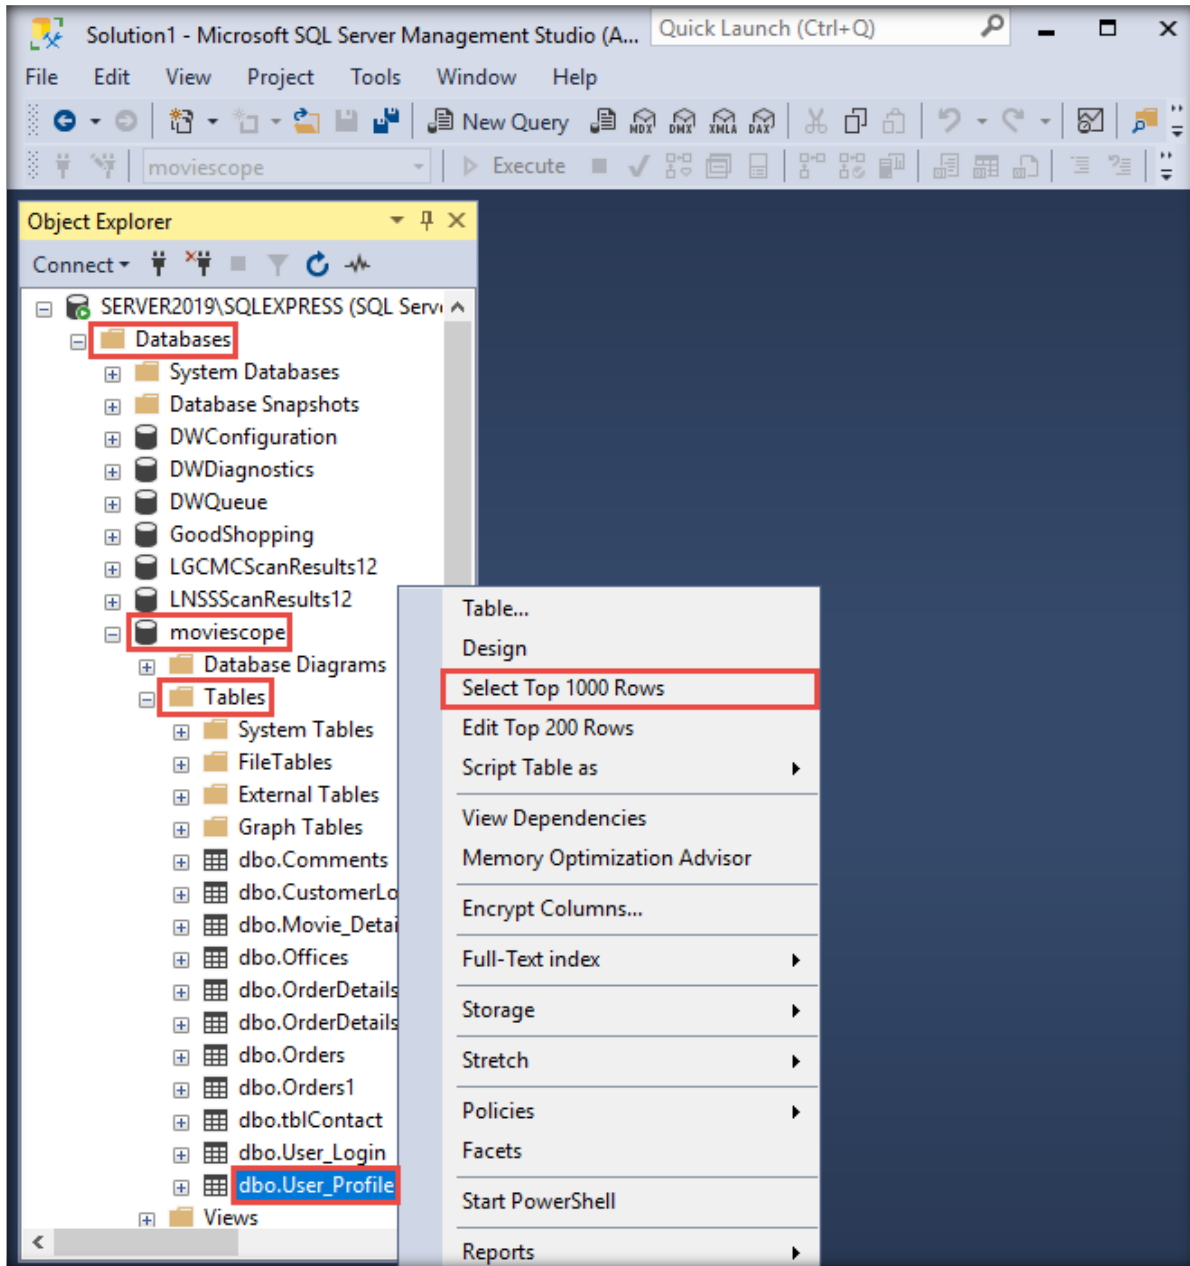 Solution1 - Microsoft SQL Server Management Studio (A...
Quick Launch (Ctrl+Q)
File Edit View Project Tools Window Help
New Query MDX DMX XMLA DAX
moviescope Execute
Object Explorer
Connect
SERVER2019\SQLEXPRESS (SQL Serv
Databases
System Databases
Database Snapshots
DWConfiguration
DWDiagnostics
DWQueue
GoodShopping
LGCMCScanResults12
LNSSScanResults12
moviescope
Database Diagrams
Tables
System Tables
FileTables
External Tables
Graph Tables
dbo.Comments
dbo.CustomerLo
dbo.Movie_Detai
dbo.Offices
dbo.OrderDetails
dbo.OrderDetails
dbo.Orders
dbo.Orders1
dbo.tblContact
dbo.User_Login
dbo.User_Profile
Views
Table...
Design
Select Top 1000 Rows
Edit Top 200 Rows
Script Table as
View Dependencies
Memory Optimization Advisor
Encrypt Columns...
Full-Text index
Storage
Stretch
Policies
Facets
Start PowerShell
Reports